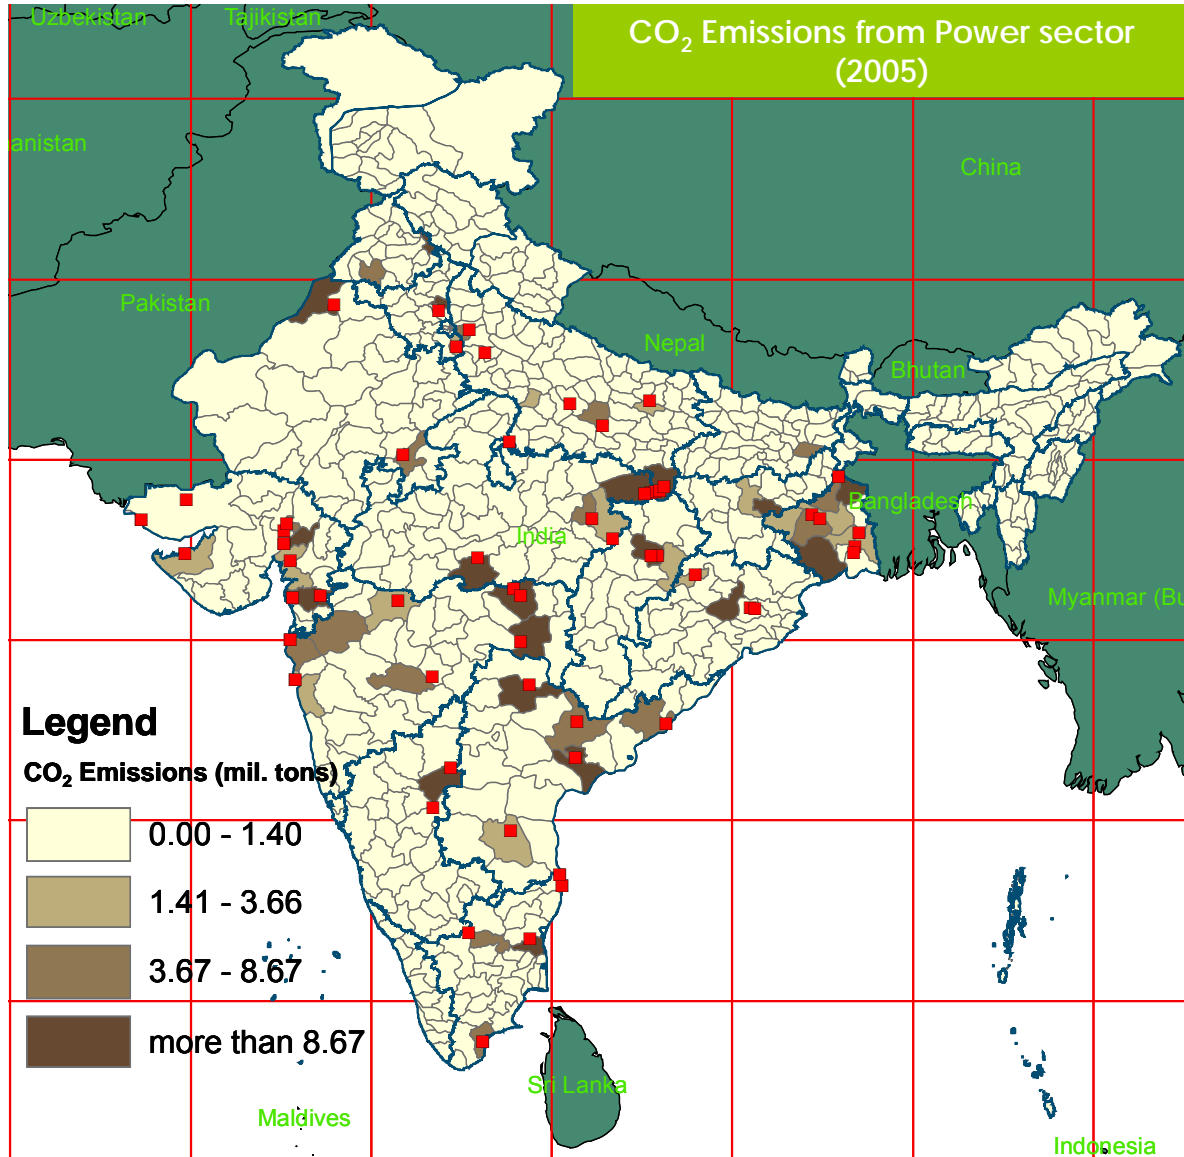 Uzbekistan
Tajikistan
CO₂ Emissions from Power sector
(2005)
anistan
China
Pakistan
Nepal
Bhutan
Bangladesh
India
Myanmar (Bu
Legend
CO₂ Emissions (mil. tons)
0.00 - 1.40
1.41 - 3.66
3.67 - 8.67
more than 8.67
Sri Lanka
Maldives
Indonesia